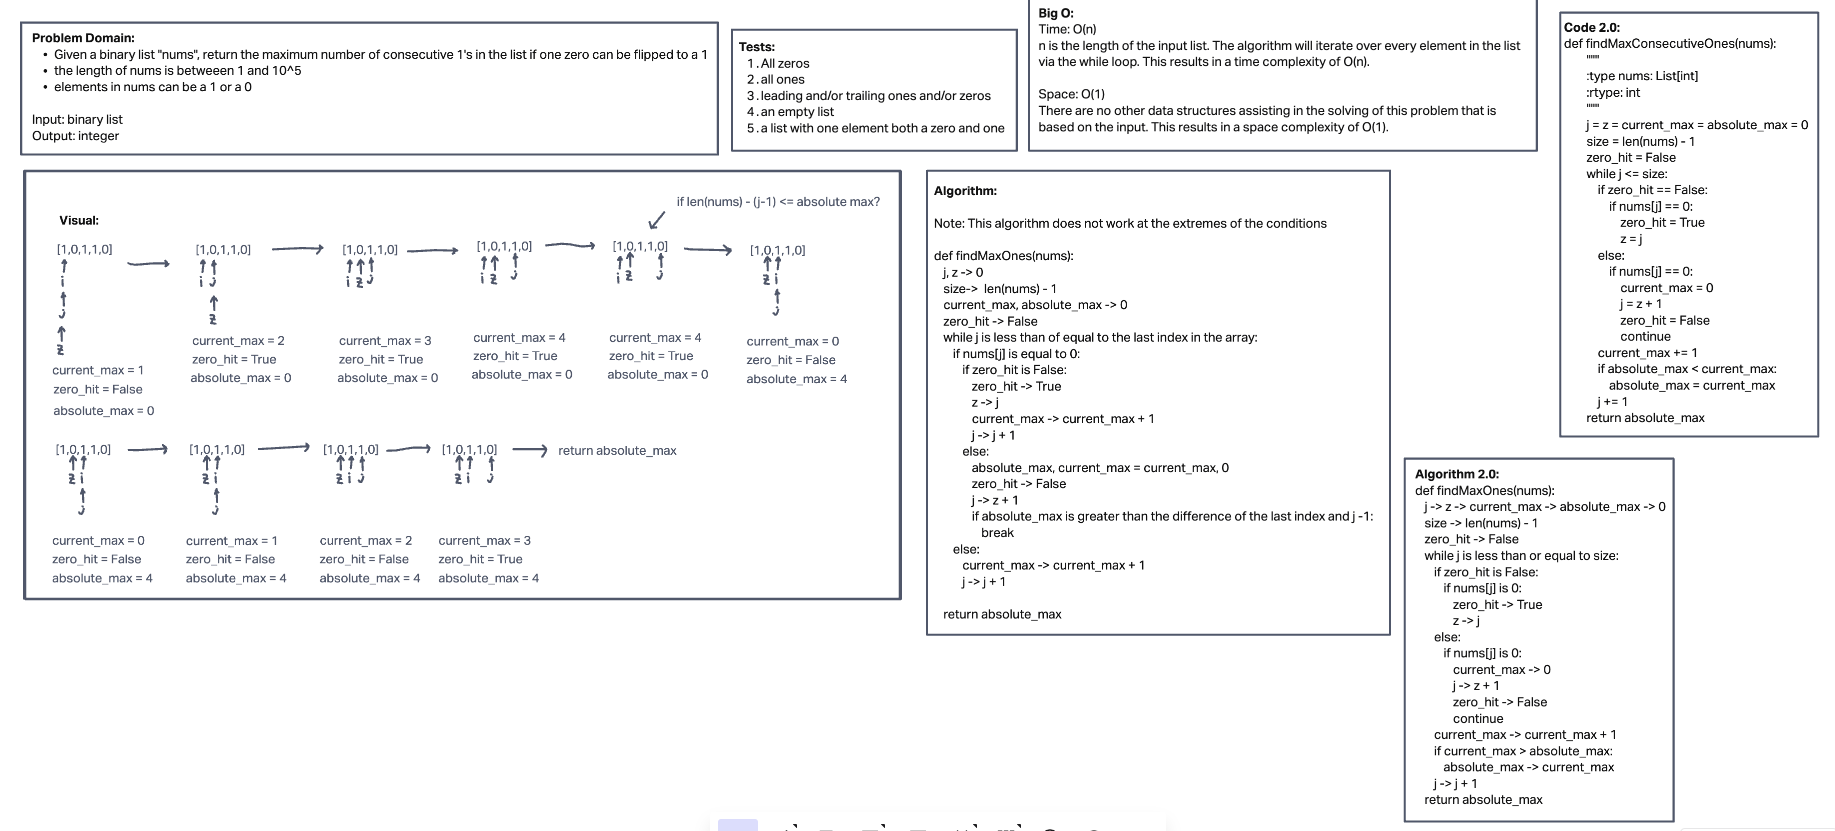 Problem Domain:
• Given a binary list "nums", return the maximum number of consecutive 1's in the list if one zero can be flipped to a 1
• the length of nums is betweeen 1 and 10^5
• elements in nums can be a 1 or a 0
Input: binary list
Output: integer
Tests:
1. All zeros
2. all ones
3. leading and/or trailing ones and/or zeros
4. an empty list
5. a list with one element both a zero and one
Big O:
Time: O(n)
n is the length of the input list. The algorithm will iterate over every element in the list
via the while loop. This results in a time complexity of O(n).
Space: O(1)
There are no other data structures assisting in the solving of this problem that is
based on the input. This results in a space complexity of O(1).
Code 2.0:
def findMaxConsecutiveOnes(nums):
"""
:type nums: List[int]
:rtype: int
"""
j = z = current_max = absolute_max = 0
size = len(nums) - 1
zero_hit = False
while j <= size:
if zero_hit == False:
if nums[j] == 0:
zero_hit = True
z = j
else:
if nums[j] == 0:
current_max = 0
j = z + 1
zero_hit = False
continue
current_max += 1
if absolute_max < current_max:
absolute_max = current_max
j += 1
return absolute_max
Visual:
if len(nums) - (j-1) <= absolute max?
[1,0,1,1,0]
i
j
z
current_max = 1
zero_hit = False
absolute_max = 0
[1,0,1,1,0]
i j
z
current_max = 2
zero_hit = True
absolute_max = 0
[1,0,1,1,0]
i z j
current_max = 3
zero_hit = True
absolute_max = 0
[1,0,1,1,0]
i z j
current_max = 4
zero_hit = True
absolute_max = 0
[1,0,1,1,0]
i z j
current_max = 4
zero_hit = True
absolute_max = 0
[1,0,1,1,0]
z i
j
current_max = 0
zero_hit = False
absolute_max = 4
[1,0,1,1,0]
z i
j
current_max = 0
zero_hit = False
absolute_max = 4
[1,0,1,1,0]
z i
j
current_max = 1
zero_hit = False
absolute_max = 4
[1,0,1,1,0]
z i j
current_max = 2
zero_hit = False
absolute_max = 4
[1,0,1,1,0]
z i j
current_max = 3
zero_hit = True
absolute_max = 4
return absolute_max
Algorithm:
Note: This algorithm does not work at the extremes of the conditions
def findMaxOnes(nums):
j, z -> 0
size-> len(nums) - 1
current_max, absolute_max -> 0
zero_hit -> False
while j is less than of equal to the last index in the array:
if nums[j] is equal to 0:
if zero_hit is False:
zero_hit -> True
z -> j
current_max -> current_max + 1
j -> j + 1
else:
absolute_max, current_max = current_max, 0
zero_hit -> False
j -> z + 1
if absolute_max is greater than the difference of the last index and j -1:
break
else:
current_max -> current_max + 1
j -> j + 1
return absolute_max
Algorithm 2.0:
def findMaxOnes(nums):
j -> z -> current_max -> absolute_max -> 0
size -> len(nums) - 1
zero_hit -> False
while j is less than or equal to size:
if zero_hit is False:
if nums[j] is 0:
zero_hit -> True
z -> j
else:
if nums[j] is 0:
current_max -> 0
j -> z + 1
zero_hit -> False
continue
current_max -> current_max + 1
if current_max > absolute_max:
absolute_max -> current_max
j -> j + 1
return absolute_max